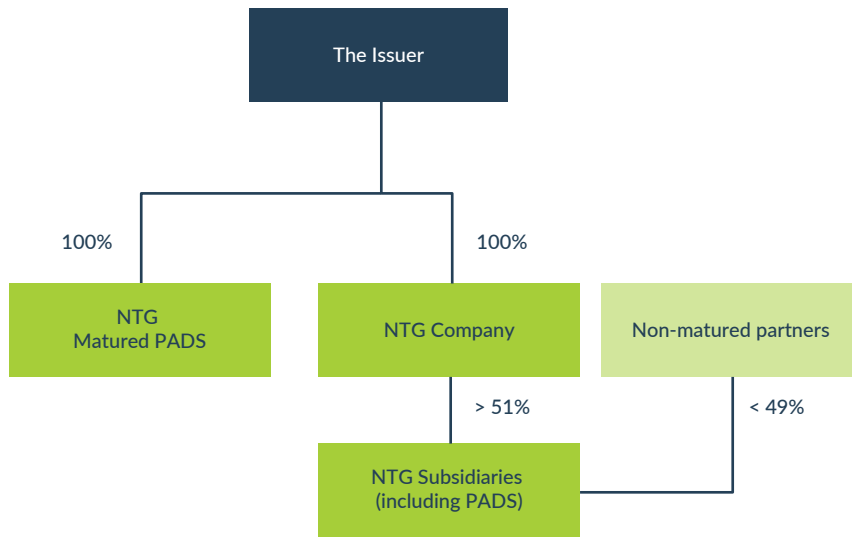 The Issuer
100%
100%
NTG
Matured PADS
NTG Company
Non-matured partners
> 51%
< 49%
NTG Subsidiaries
(including PADS)